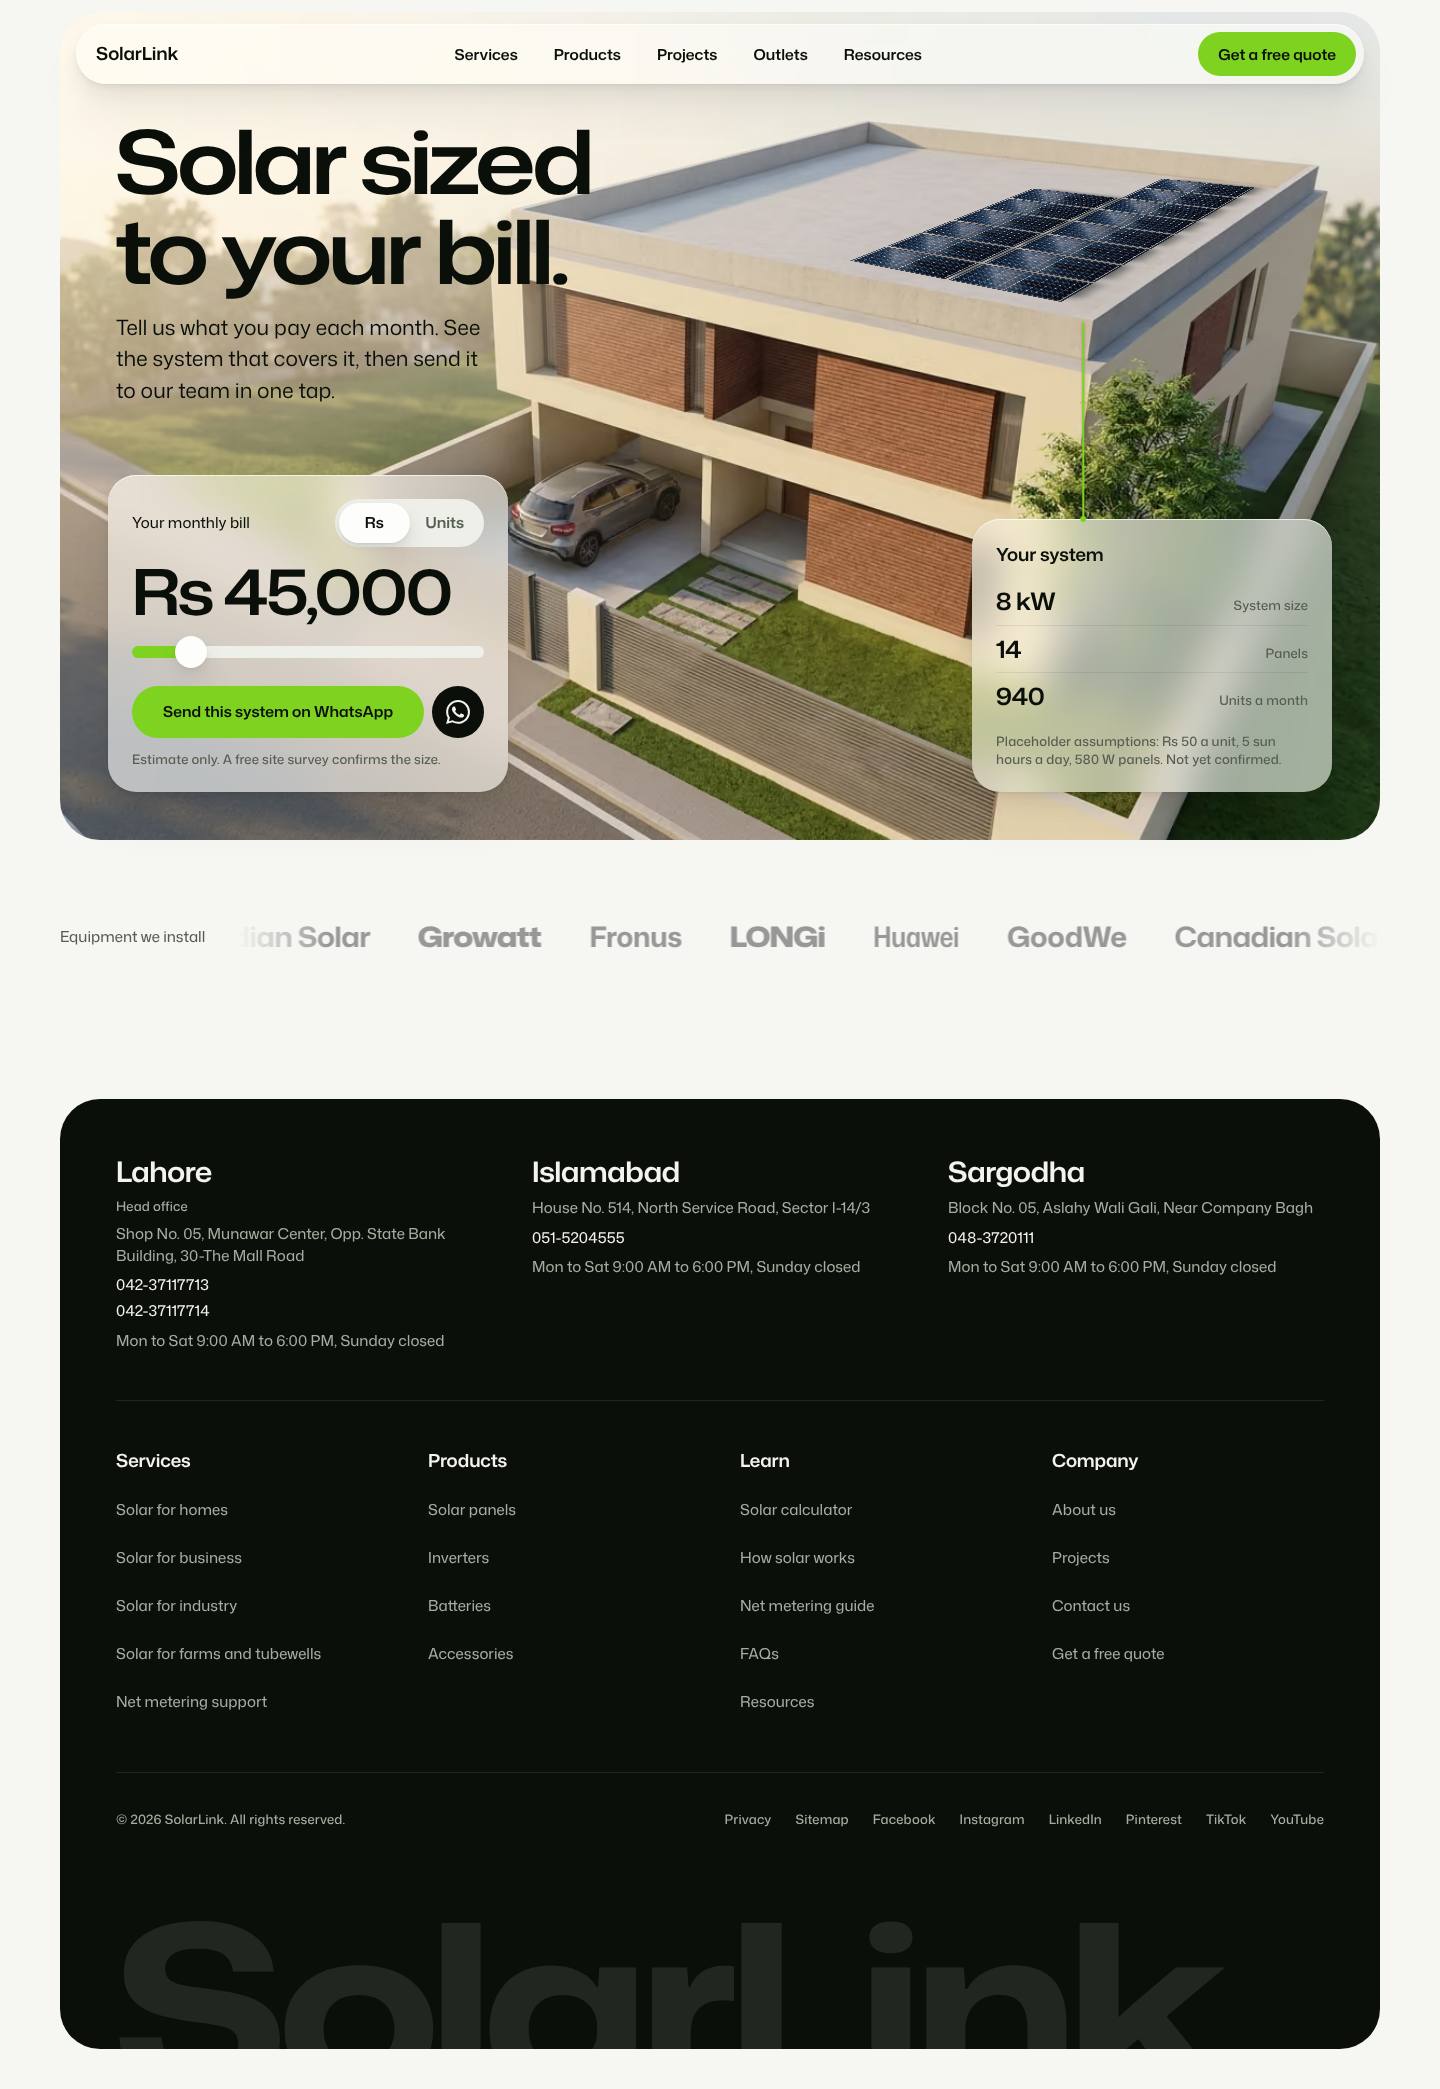 SolarLink
Services
Products
Projects
Outlets
Resources
Get a free quote
Solar sized
to your bill.
Tell us what you pay each month. See
the system that covers it, then send it
to our team in one tap.
Your monthly bill
Rs
Units
Rs 45,000
Send this system on WhatsApp
Estimate only. A free site survey confirms the size.
Your system
8 kW
System size
14
Panels
940
Units a month
Placeholder assumptions: Rs 50 a unit, 5 sun
hours a day, 580 W panels. Not yet confirmed.
Equipment we install
dian Solar
Growatt
Fronus
LONGi
Huawei
GoodWe
Canadian Sola
Lahore
Head office
Shop No. 05, Munawar Center, Opp. State Bank
Building, 30-The Mall Road
042-37117713
042-37117714
Mon to Sat 9:00 AM to 6:00 PM, Sunday closed
Islamabad
House No. 514, North Service Road, Sector I-14/3
051-5204555
Mon to Sat 9:00 AM to 6:00 PM, Sunday closed
Sargodha
Block No. 05, Aslahy Wali Gali, Near Company Bagh
048-3720111
Mon to Sat 9:00 AM to 6:00 PM, Sunday closed
Services
Solar for homes
Solar for business
Solar for industry
Solar for farms and tubewells
Net metering support
Products
Solar panels
Inverters
Batteries
Accessories
Learn
Solar calculator
How solar works
Net metering guide
FAQs
Resources
Company
About us
Projects
Contact us
Get a free quote
© 2026 SolarLink. All rights reserved.
Privacy
Sitemap
Facebook
Instagram
LinkedIn
Pinterest
TikTok
YouTube
SolarLink